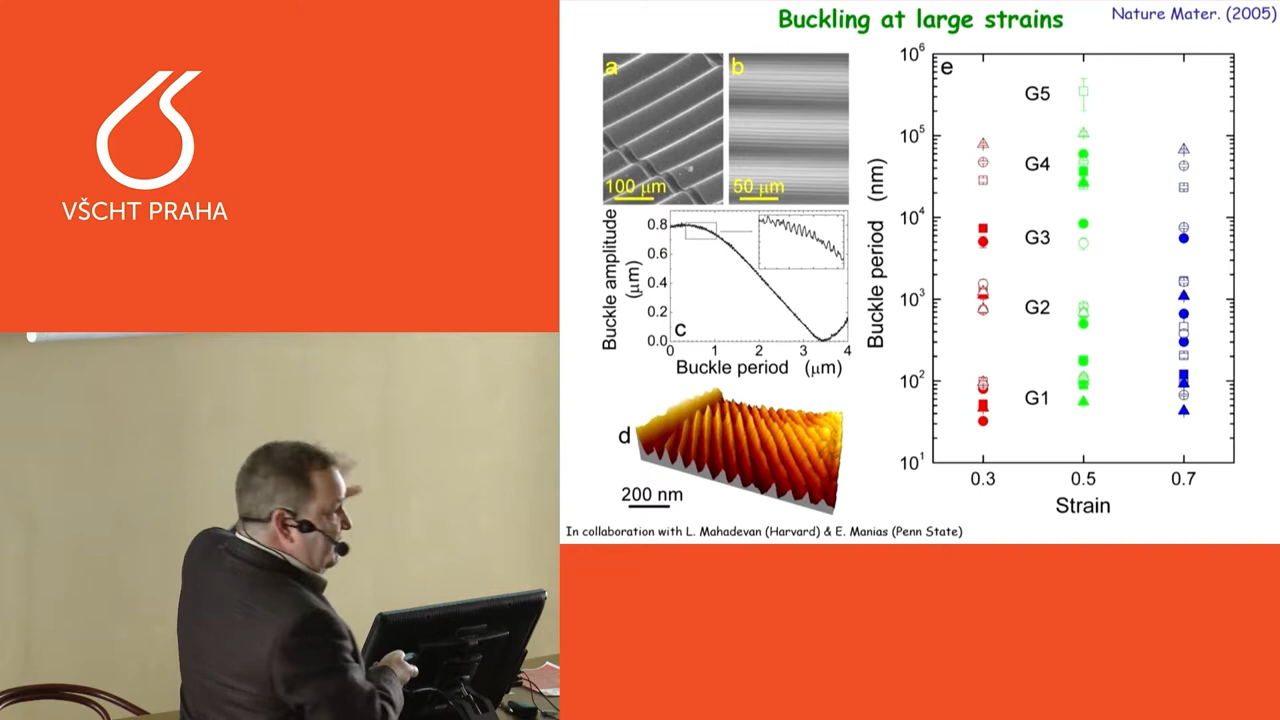 VŠCHT PRAHA
Buckling at large strains
Nature Mater. (2005)
a
100 μm
b
50 μm
Buckle amplitude
(μm)
0.8
0.6
0.4
0.2
0.0
c
0 1 2 3 4
Buckle period (μm)
d
200 nm
Buckle period (nm)
10⁶
10⁵
10⁴
10³
10²
10¹
e
G5
G4
G3
G2
G1
0.3 0.5 0.7
Strain
In collaboration with L. Mahadevan (Harvard) & E. Manias (Penn State)